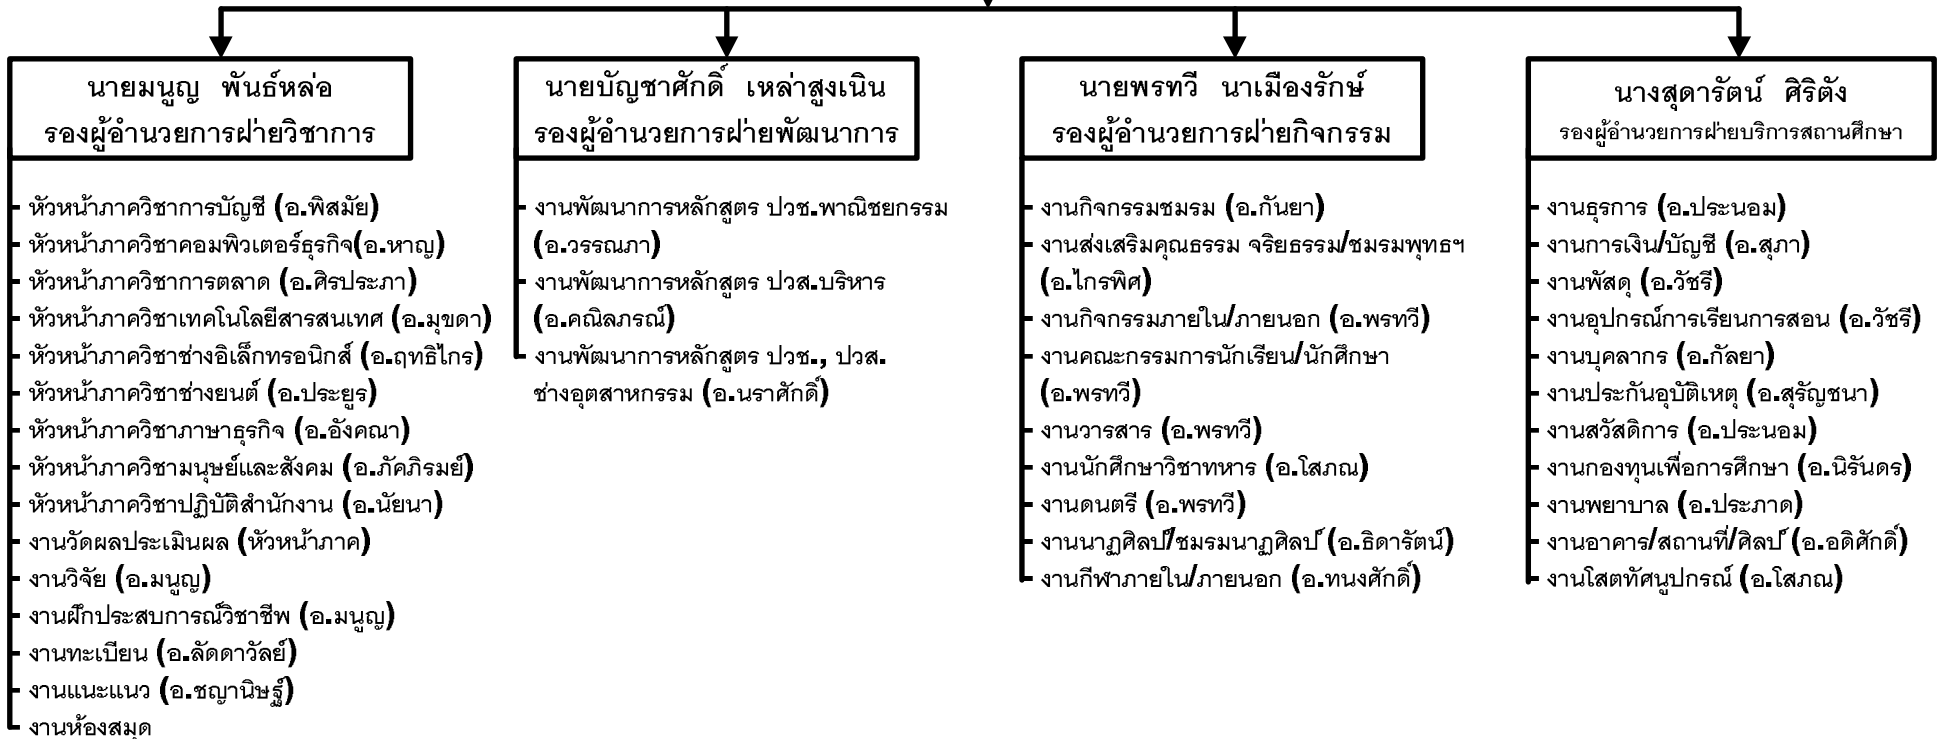 นายมนูญ พันธ์หล่อ
รองผู้อำนวยการฝ่ายวิชาการ
หัวหน้าภาควิชาการบัญชี (อ.พิสมัย)
หัวหน้าภาควิชาคอมพิวเตอร์ธุรกิจ(อ.หาญ)
หัวหน้าภาควิชาการตลาด (อ.ศิรประภา)
หัวหน้าภาควิชาเทคโนโลยีสารสนเทศ (อ.มุขดา)
หัวหน้าภาควิชาช่างอิเล็กทรอนิกส์ (อ.ฤทธิไกร)
หัวหน้าภาควิชาช่างยนต์ (อ.ประยูร)
หัวหน้าภาควิชาภาษาธุรกิจ (อ.อังคณา)
หัวหน้าภาควิชามนุษย์และสังคม (อ.ภัคภิรมย์)
หัวหน้าภาควิชาปฏิบัติสำนักงาน (อ.นัยนา)
งานวัดผลประเมินผล (หัวหน้าภาค)
งานวิจัย (อ.มนูญ)
งานฝึกประสบการณ์วิชาชีพ (อ.มนูญ)
งานทะเบียน (อ.ลัดดาวัลย์)
งานแนะแนว (อ.ชญานิษฐ์)
งานห้องสมุด
นายบัญชาศักดิ์ เหล่าสูงเนิน
รองผู้อำนวยการฝ่ายพัฒนาการ
งานพัฒนาการหลักสูตร ปวช.พาณิชยกรรม
(อ.วรรณภา)
งานพัฒนาการหลักสูตร ปวส.บริหาร
(อ.คณิลภรณ์)
งานพัฒนาการหลักสูตร ปวช., ปวส.
ช่างอุตสาหกรรม (อ.นราศักดิ์)
นายพรทวี นาเมืองรักษ์
รองผู้อำนวยการฝ่ายกิจกรรม
งานกิจกรรมชมรม (อ.กันยา)
งานส่งเสริมคุณธรรม จริยธรรม/ชมรมพุทธฯ
(อ.ไกรพิศ)
งานกิจกรรมภายใน/ภายนอก (อ.พรทวี)
งานคณะกรรมการนักเรียน/นักศึกษา
(อ.พรทวี)
งานวารสาร (อ.พรทวี)
งานนักศึกษาวิชาทหาร (อ.โสภณ)
งานดนตรี (อ.พรทวี)
งานนาฏศิลป์/ชมรมนาฏศิลป์ (อ.ธิดารัตน์)
งานกีฬาภายใน/ภายนอก (อ.ทนงศักดิ์)
นางสุดารัตน์ ศิริตัง
รองผู้อำนวยการฝ่ายบริการสถานศึกษา
งานธุรการ (อ.ประนอม)
งานการเงิน/บัญชี (อ.สุภา)
งานพัสดุ (อ.วัชรี)
งานอุปกรณ์การเรียนการสอน (อ.วัชรี)
งานบุคลากร (อ.กัลยา)
งานประกันอุบัติเหตุ (อ.สุรัญชนา)
งานสวัสดิการ (อ.ประนอม)
งานกองทุนเพื่อการศึกษา (อ.นิรันดร)
งานพยาบาล (อ.ประภาด)
งานอาคาร/สถานที่/ศิลป์ (อ.อดิศักดิ์)
งานโสตทัศนูปกรณ์ (อ.โสภณ)